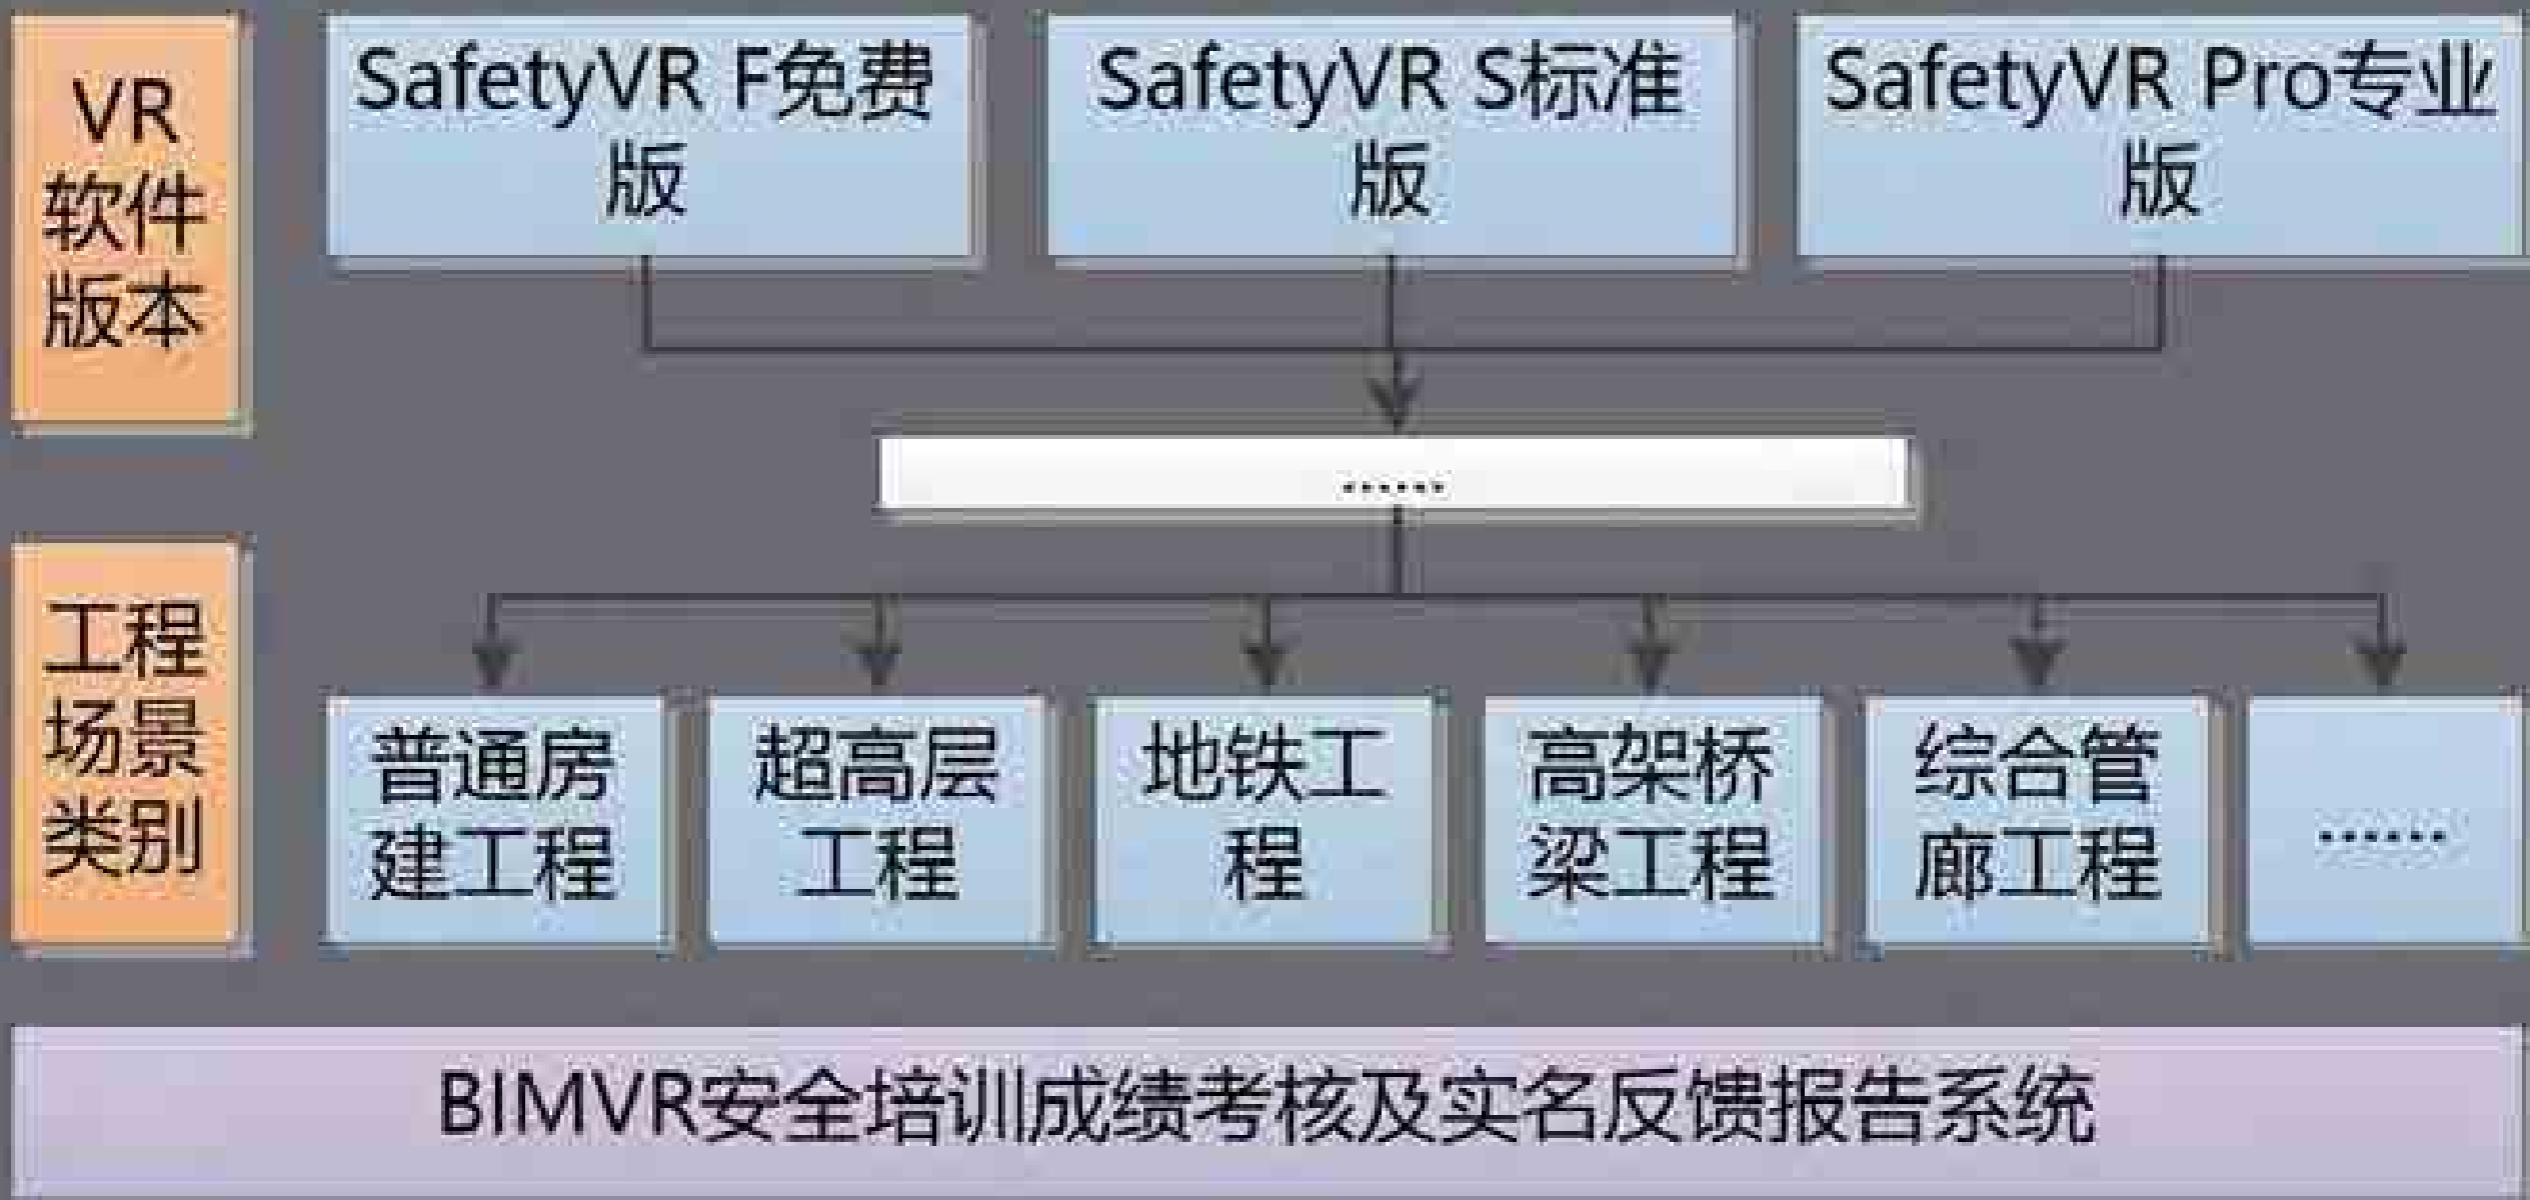 VR
软件
版本
SafetyVR F免费
版
SafetyVR S标准
版
SafetyVR Pro专业
版
......
工程
场景
类别
普通房
建工程
超高层
工程
地铁工
程
高架桥
梁工程
综合管
廊工程
......
BIMVR安全培训成绩考核及实名反馈报告系统